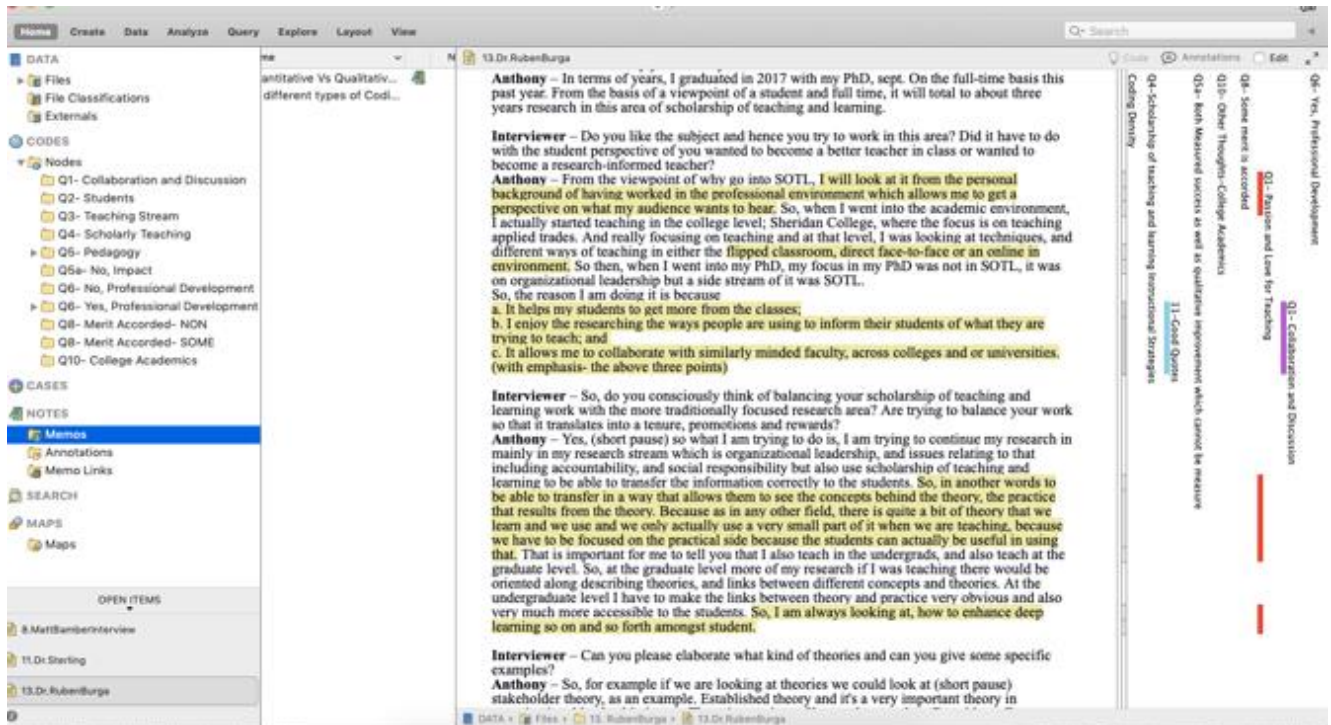 Home Create Data Analyze Query Explore Layout View
Search
DATA
Files
File Classifications
Externals
CODES
Nodes
Q1- Collaboration and Discussion
Q2- Students
Q3- Teaching Stream
Q4- Scholarly Teaching
Q5- Pedagogy
Q5a- No, Impact
Q6- No, Professional Development
Q6- Yes, Professional Development
Q8- Merit Accorded- NON
Q8- Merit Accorded- SOME
Q10- College Academics
CASES
NOTES
Memos
Annotations
Memo Links
SEARCH
MAPS
Maps
OPEN ITEMS
8.MattBamberInterview
11.Dr.Sterling
13.Dr.RubenBurga
me
N
antitative Vs Qualitativ...
different types of Codi...
13.Dr.RubenBurga
Code Annotations Edit
Anthony – In terms of years, I graduated in 2017 with my PhD, sept. On the full-time basis this
past year. From the basis of a viewpoint of a student and full time, it will total to about three
years research in this area of scholarship of teaching and learning.
Interviewer – Do you like the subject and hence you try to work in this area? Did it have to do
with the student perspective of you wanted to become a better teacher in class or wanted to
become a research-informed teacher?
Anthony – From the viewpoint of why go into SOTL, I will look at it from the personal
background of having worked in the professional environment which allows me to get a
perspective on what my audience wants to hear. So, when I went into the academic environment,
I actually started teaching in the college level; Sheridan College, where the focus is on teaching
applied trades. And really focusing on teaching and at that level, I was looking at techniques, and
different ways of teaching in either the flipped classroom, direct face-to-face or an online in
environment. So then, when I went into my PhD, my focus in my PhD was not in SOTL, it was
on organizational leadership but a side stream of it was SOTL.
So, the reason I am doing it is because
a. It helps my students to get more from the classes;
b. I enjoy the researching the ways people are using to inform their students of what they are
trying to teach; and
c. It allows me to collaborate with similarly minded faculty, across colleges and or universities.
(with emphasis- the above three points)
Interviewer – So, do you consciously think of balancing your scholarship of teaching and
learning work with the more traditionally focused research area? Are trying to balance your work
so that it translates into a tenure, promotions and rewards?
Anthony – Yes, (short pause) so what I am trying to do is, I am trying to continue my research in
mainly in my research stream which is organizational leadership, and issues relating to that
including accountability, and social responsibility but also use scholarship of teaching and
learning to be able to transfer the information correctly to the students. So, in another words to
be able to transfer in a way that allows them to see the concepts behind the theory, the practice
that results from the theory. Because as in any other field, there is quite a bit of theory that we
learn and we use and we only actually use a very small part of it when we are teaching, because
we have to be focused on the practical side because the students can actually be useful in using
that. That is important for me to tell you that I also teach in the undergrads, and also teach at the
graduate level. So, at the graduate level more of my research if I was teaching there would be
oriented along describing theories, and links between different concepts and theories. At the
undergraduate level I have to make the links between theory and practice very obvious and also
very much more accessible to the students. So, I am always looking at, how to enhance deep
learning so on and so forth amongst student.
Interviewer – Can you please elaborate what kind of theories and can you give some specific
examples?
Anthony – So, for example if we are looking at theories we could look at (short pause)
stakeholder theory, as an example. Established theory and it's a very important theory in
DATA Files 13. RubenBurga 13.Dr.RubenBurga
Coding Density
Q4-Scholarship of teaching and learning Instructional Strategies
11-Good Quotes
Q5a- Both Measured success as well as qualitative improvement which cannot be measure
Q10- Other Thoughts-College Academics
Q8- Some merit is accorded
Q3- Passion and Love for Teaching
Q1- Collaboration and Discussion
Q6- Yes, Professional Development